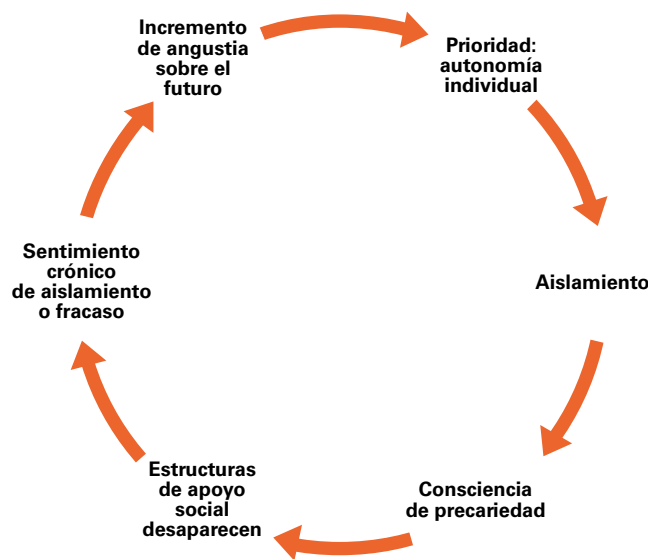 Incremento
de angustia
sobre el
futuro
Prioridad:
autonomía
individual
Aislamiento
Consciencia
de precariedad
Estructuras
de apoyo
social
desaparecen
Sentimiento
crónico
de aislamiento
o fracaso